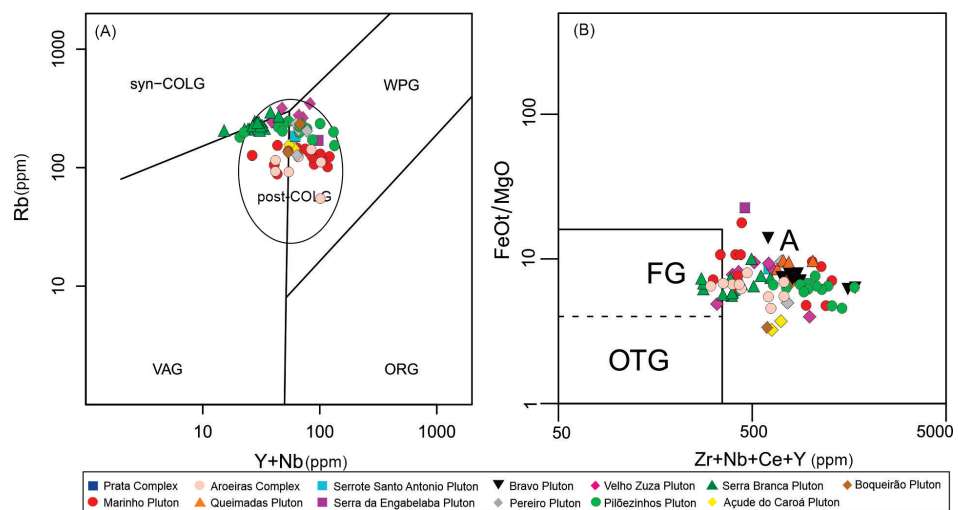 (A)
1000
100
10
Rb(ppm)
syn−COLG
WPG
post-COLG
VAG
ORG
10
100
1000
Y+Nb(ppm)
(B)
100
10
1
FeOt/MgO
A
FG
OTG
50
500
5000
Zr+Nb+Ce+Y (ppm)
Prata Complex
Aroeiras Complex
Serrote Santo Antonio Pluton
Bravo Pluton
Velho Zuza Pluton
Serra Branca Pluton
Boqueirão Pluton
Marinho Pluton
Queimadas Pluton
Serra da Engabelaba Pluton
Pereiro Pluton
Pilõezinhos Pluton
Açude do Caroá Pluton